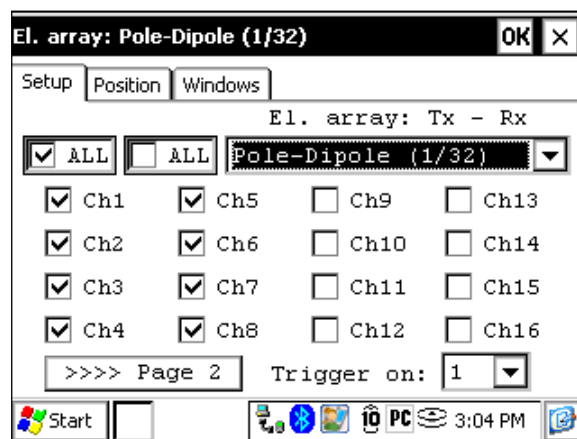 El. array: Pole-Dipole (1/32) OK
Setup Position Windows
El. array: Tx - Rx
ALL ALL Pole-Dipole (1/32)
Ch1 Ch5 Ch9 Ch13
Ch2 Ch6 Ch10 Ch14
Ch3 Ch7 Ch11 Ch15
Ch4 Ch8 Ch12 Ch16
>>>> Page 2 Trigger on: 1
Start PC 3:04 PM